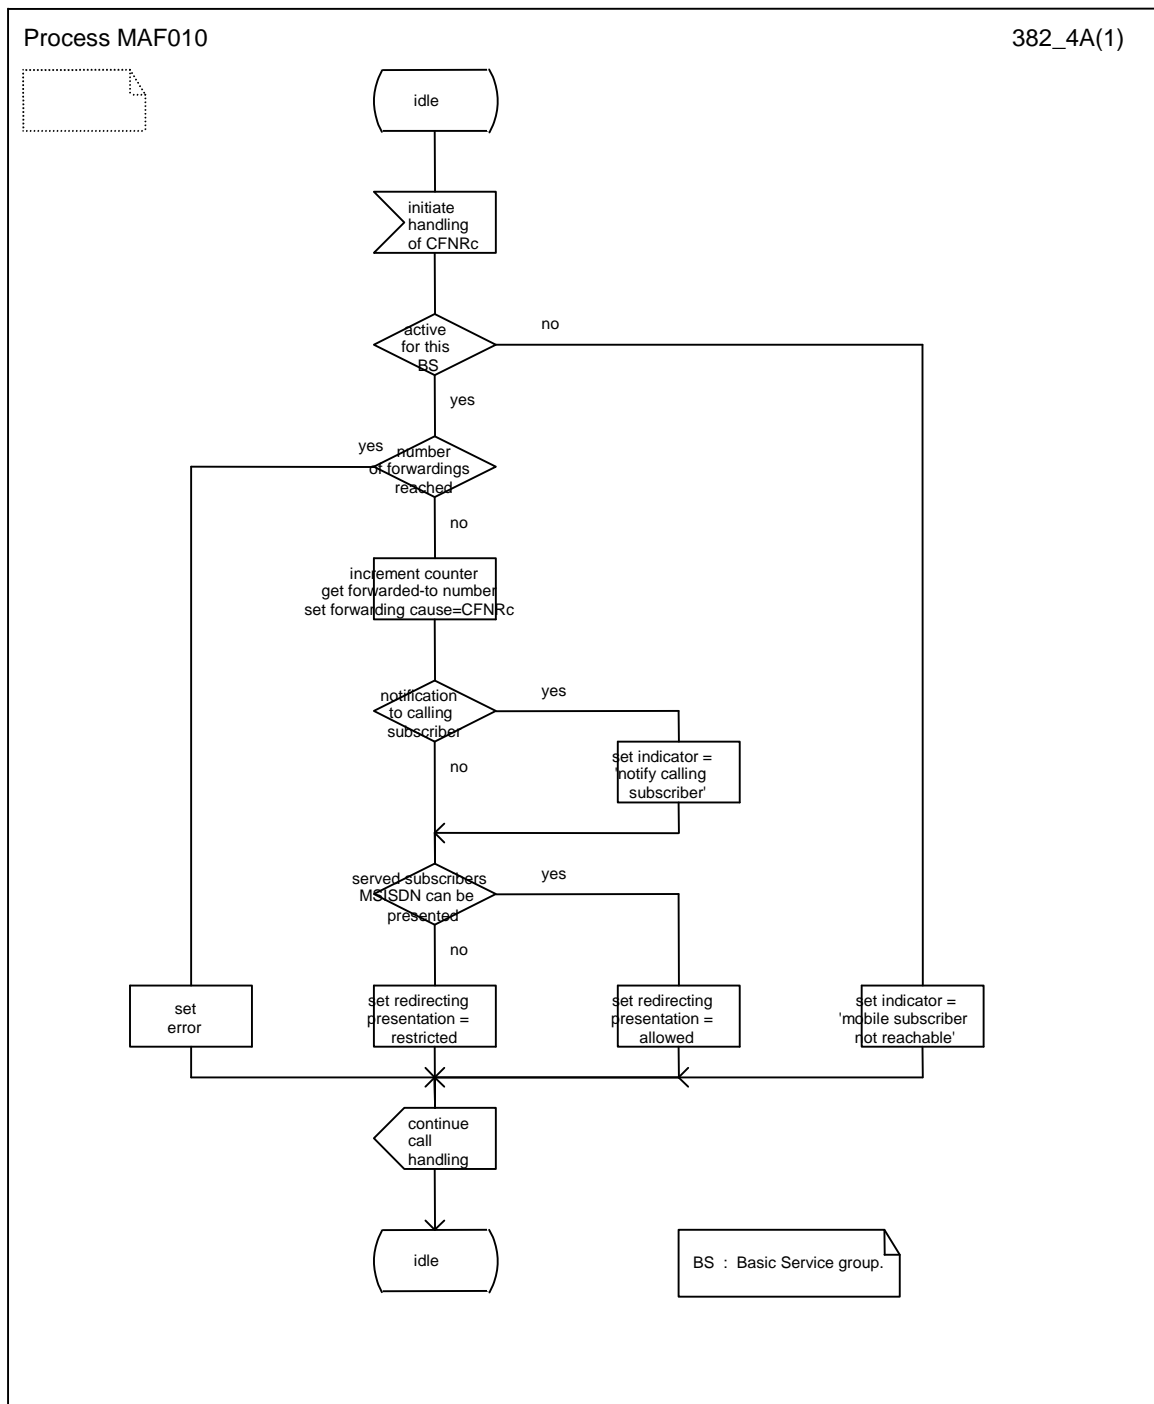 Process MAF010
382_4A(1)
idle
initiate
handling
of CFNRc
no
active
for this
BS
yes
yes
number
of forwardings
reached
no
increment counter
get forwarded-to number
set forwarding cause=CFNRc
notification
to calling
subscriber
yes
no
set indicator =
'notify calling
subscriber'
served subscribers
MSISDN can be
presented
yes
no
set
error
set redirecting
presentation =
restricted
set redirecting
presentation =
allowed
set indicator =
'mobile subscriber
not reachable'
continue
call
handling
idle
BS : Basic Service group.